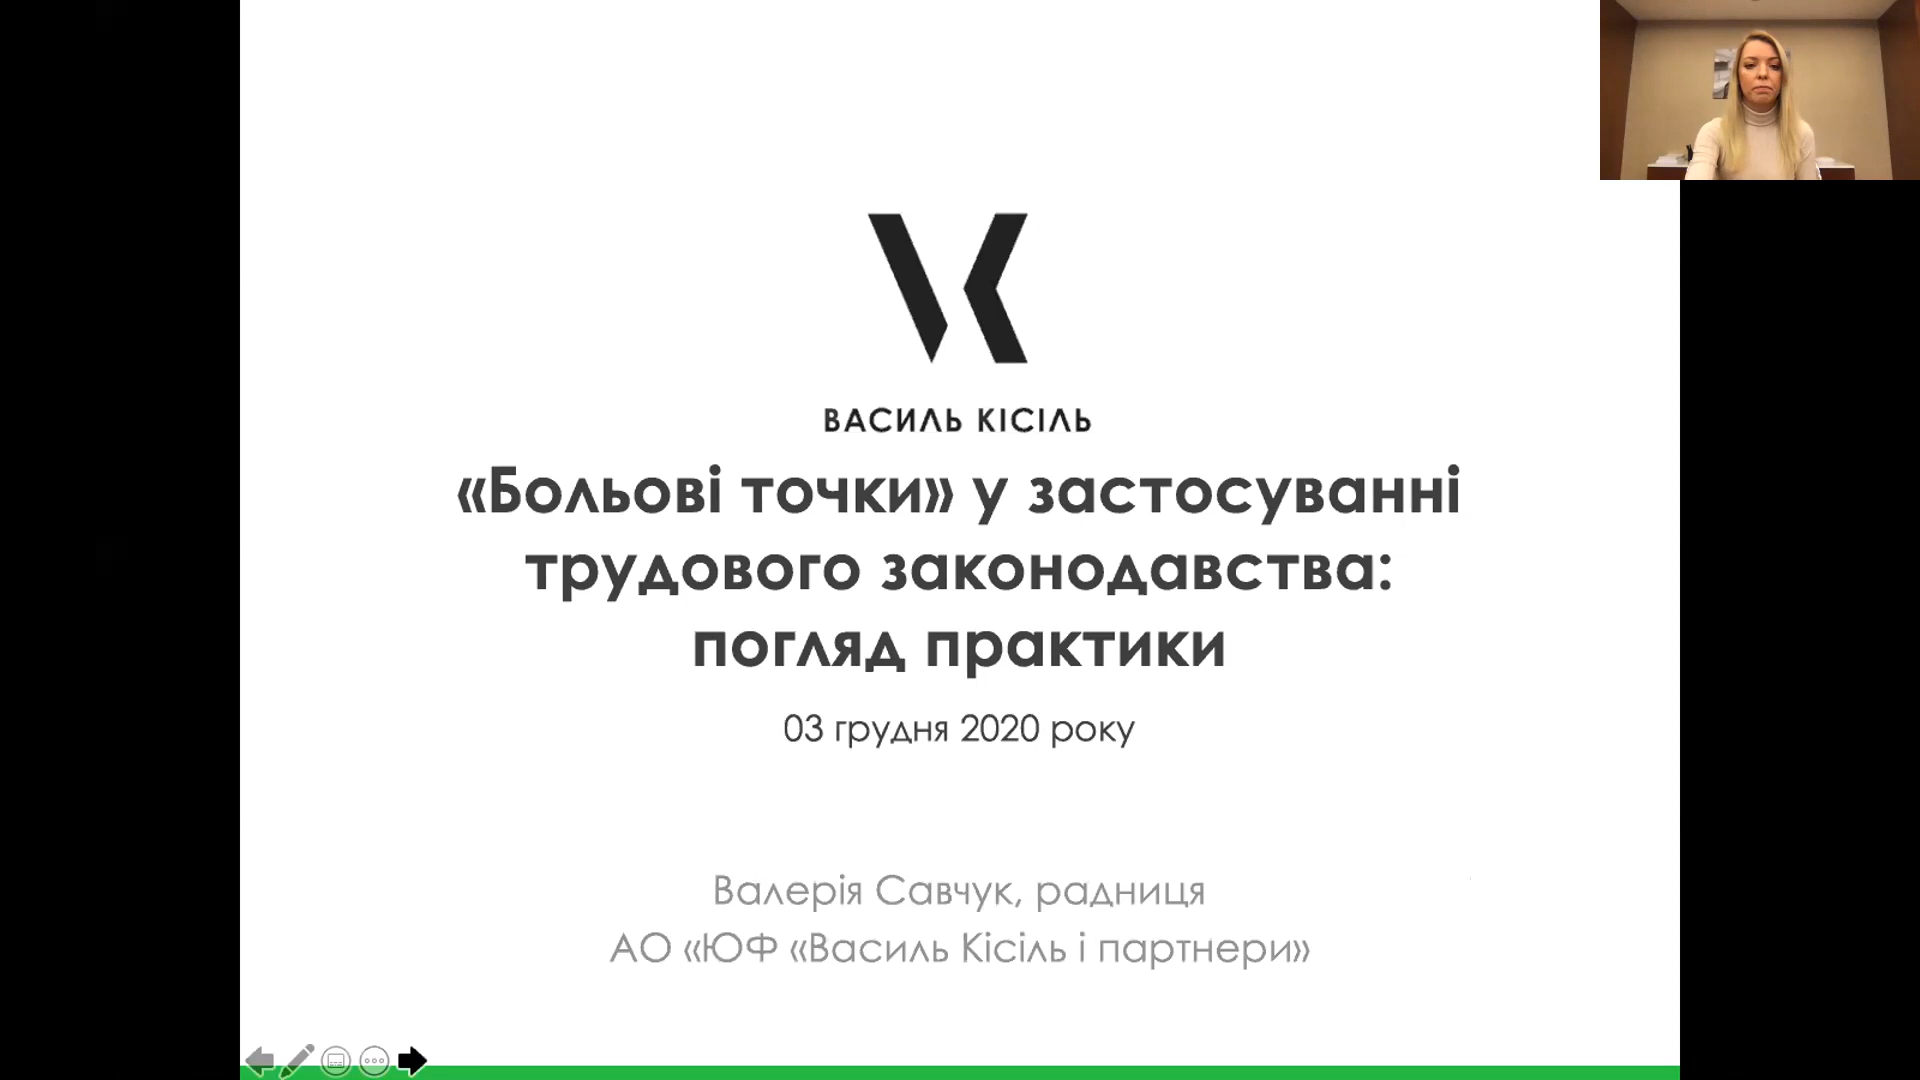 ВАСИЛЬ КІСІЛЬ
«Больові точки» у застосуванні
трудового законодавства:
погляд практики
03 грудня 2020 року
Валерія Савчук, радниця
АО «ЮФ «Василь Кісіль і партнери»